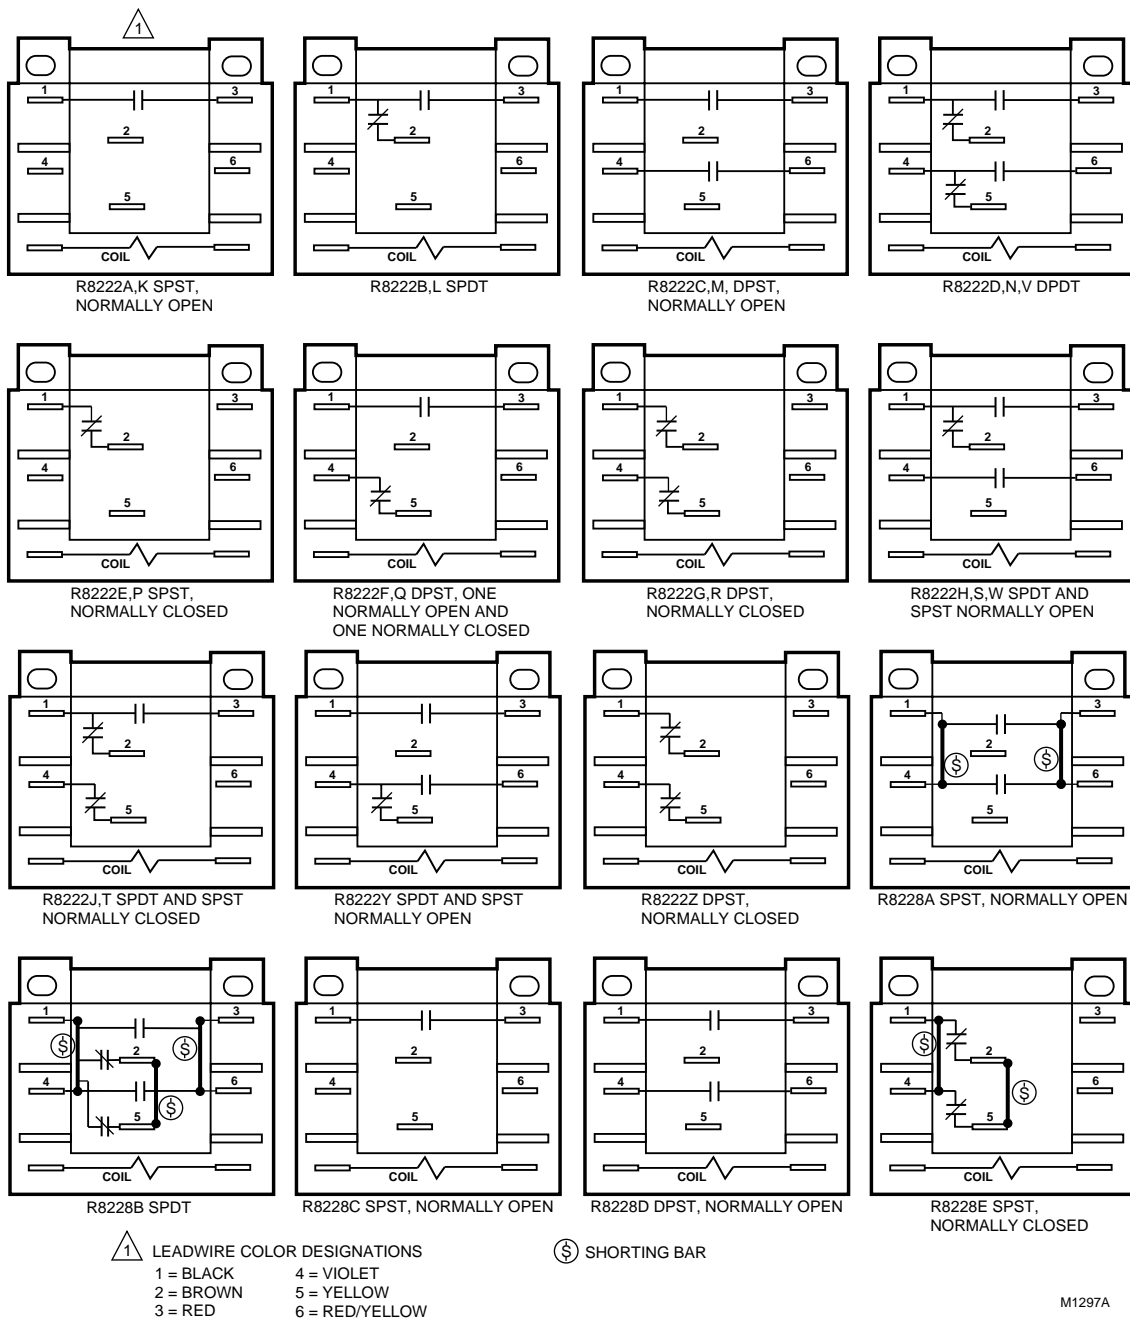 1
1 3
2
4 6
5
COIL
R8222A,K SPST,
NORMALLY OPEN
1 3
2
4 6
5
COIL
R8222B,L SPDT
1 3
2
4 6
5
COIL
R8222C,M, DPST,
NORMALLY OPEN
1 3
2
4 6
5
COIL
R8222D,N,V DPDT
1 3
2
4 6
5
COIL
R8222E,P SPST,
NORMALLY CLOSED
1 3
2
4 6
5
COIL
R8222F,Q DPST, ONE
NORMALLY OPEN AND
ONE NORMALLY CLOSED
1 3
2
4 6
5
COIL
R8222G,R DPST,
NORMALLY CLOSED
1 3
2
4 6
5
COIL
R8222H,S,W SPDT AND
SPST NORMALLY OPEN
1 3
2
4 6
5
COIL
R8222J,T SPDT AND SPST
NORMALLY CLOSED
1 3
2
4 6
5
COIL
R8222Y SPDT AND SPST
NORMALLY OPEN
1 3
2
4 6
5
COIL
R8222Z DPST,
NORMALLY CLOSED
1 3
$ 2 $
4 6
5
COIL
R8228A SPST, NORMALLY OPEN
1 3
$ 2 $
4 6
$
5
COIL
R8228B SPDT
1 3
2
4 6
5
COIL
R8228C SPST, NORMALLY OPEN
1 3
2
4 6
5
COIL
R8228D DPST, NORMALLY OPEN
1 3
$ 2
4 $ 6
5
COIL
R8228E SPST,
NORMALLY CLOSED
1 LEADWIRE COLOR DESIGNATIONS
1 = BLACK 4 = VIOLET
2 = BROWN 5 = YELLOW
3 = RED 6 = RED/YELLOW
$ SHORTING BAR
M1297A